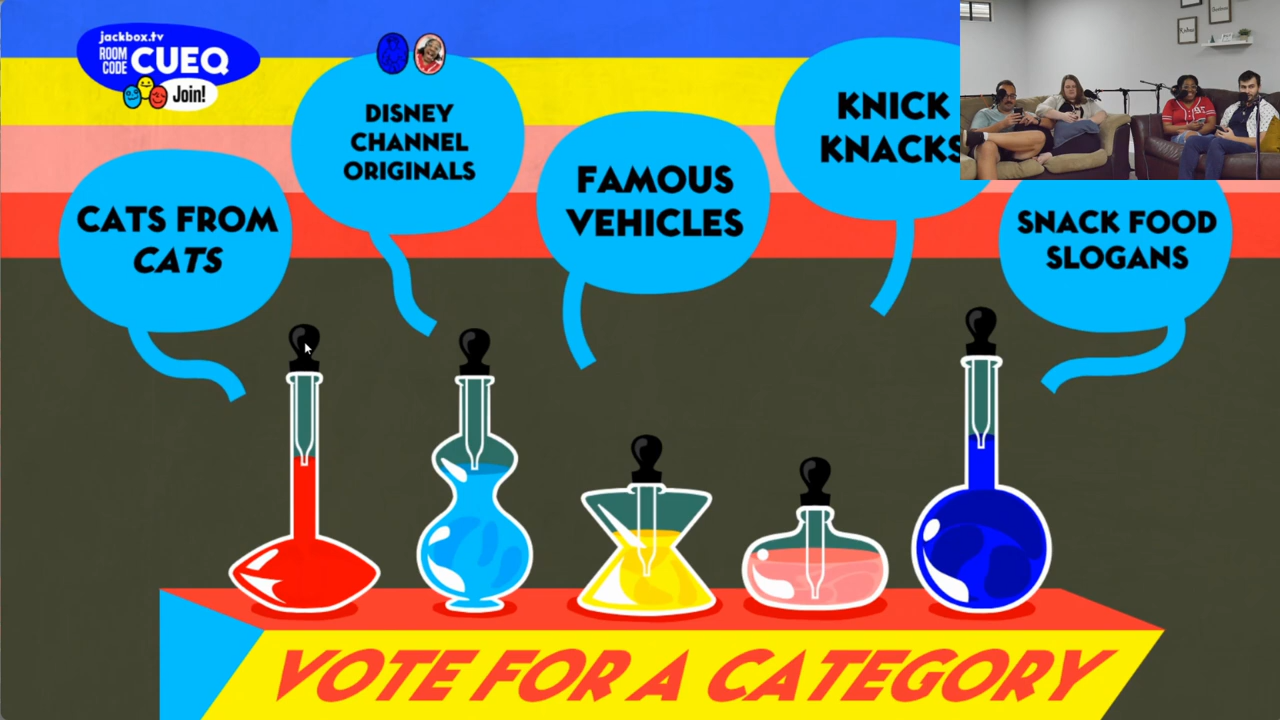 jackbox.tv
ROOM
CODE
CUEQ
Join!
DISNEY
CHANNEL
ORIGINALS
KNICK
KNACKS
FAMOUS
VEHICLES
CATS FROM
CATS
SNACK FOOD
SLOGANS
VOTE FOR A CATEGORY